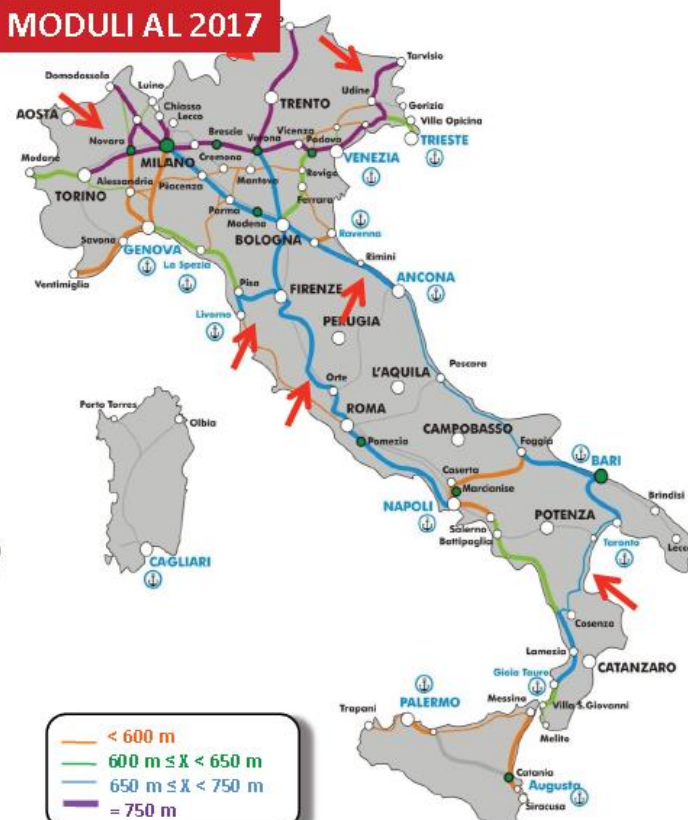 MODULI AL 2017
Tarvisio
Domodossola
Luino
Udine
Gorizia
AOSTA
Chiasso
Lecco
TRENTO
Villa Opicina
TRIESTE
Novara
Brescia
Verona
Vicenza
Padova
Modane
MILANO
Cremona
VENEZIA
TORINO
Alessandria
Piacenza
Mantova
Rovigo
Parma
Ferrara
Modena
Savona
GENOVA
BOLOGNA
Ravenna
La Spezia
Rimini
Ventimiglia
Pisa
FIRENZE
ANCONA
Livorno
PERUGIA
Orte
L'AQUILA
Pescara
Porto Torres
Olbia
ROMA
CAMPOBASSO
Pomezia
Foggia
BARI
Caserta
Marcianise
Brindisi
NAPOLI
POTENZA
Salerno
Battipaglia
Taranto
Lecc
CAGLIARI
Cosenza
Lamezia
CATANZARO
Gioia Tauro
Messina
Villa S.Giovanni
Trapani
PALERMO
Melito
Catania
Augusta
Siracusa
< 600 m
600 m ≤ X < 650 m
650 m ≤ X < 750 m
= 750 m